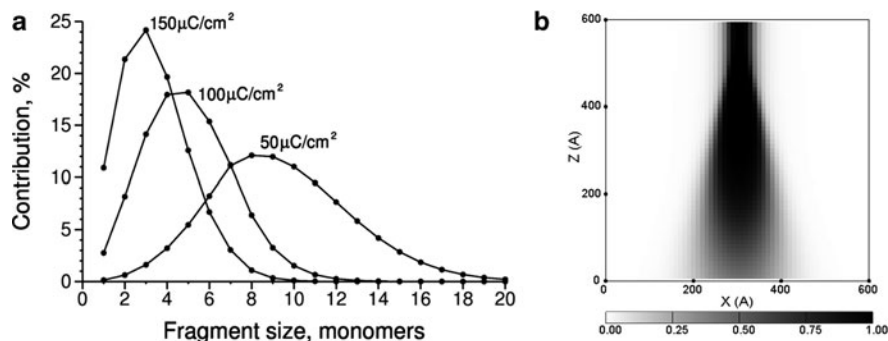 a
25
20
15
10
5
0
Contribution, %
150μC/cm²
100μC/cm²
50μC/cm²
0 2 4 6 8 10 12 14 16 18 20
Fragment size, monomers
b
600
400
200
0
Z (A)
0 200 400 600
X (A)
0.00 0.25 0.50 0.75 1.00